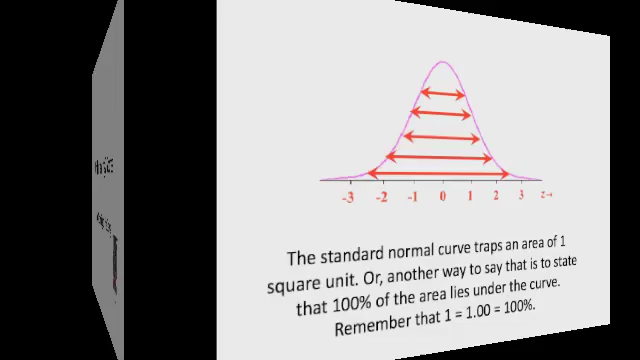 -3 -2 -1 0 1 2 3 z→
The standard normal curve traps an area of 1
square unit. Or, another way to say that is to state
that 100% of the area lies under the curve.
Remember that 1 = 1.00 = 100%.